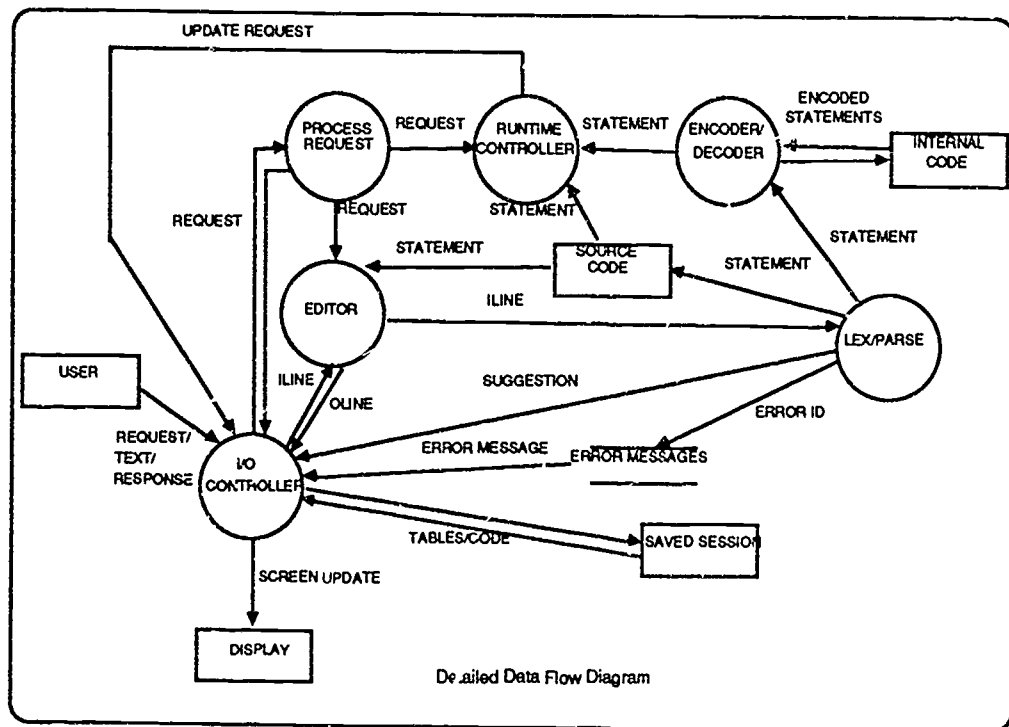 UPDATE REQUEST
PROCESS
REQUEST
REQUEST
RUNTIME
CONTROLLER
STATEMENT
ENCODER/
DECODER
ENCODED
STATEMENTS
INTERNAL
CODE
REQUEST
REQUEST
STATEMENT
STATEMENT
SOURCE
CODE
STATEMENT
STATEMENT
EDITOR
ILINE
LEX/PARSE
USER
ILINE
OLINE
SUGGESTION
ERROR ID
REQUEST/
TEXT/
RESPONSE
I/O
CONTROLLER
ERROR MESSAGE
ERROR MESSAGES
TABLES/CODE
SAVED SESSION
SCREEN UPDATE
DISPLAY
Detailed Data Flow Diagram